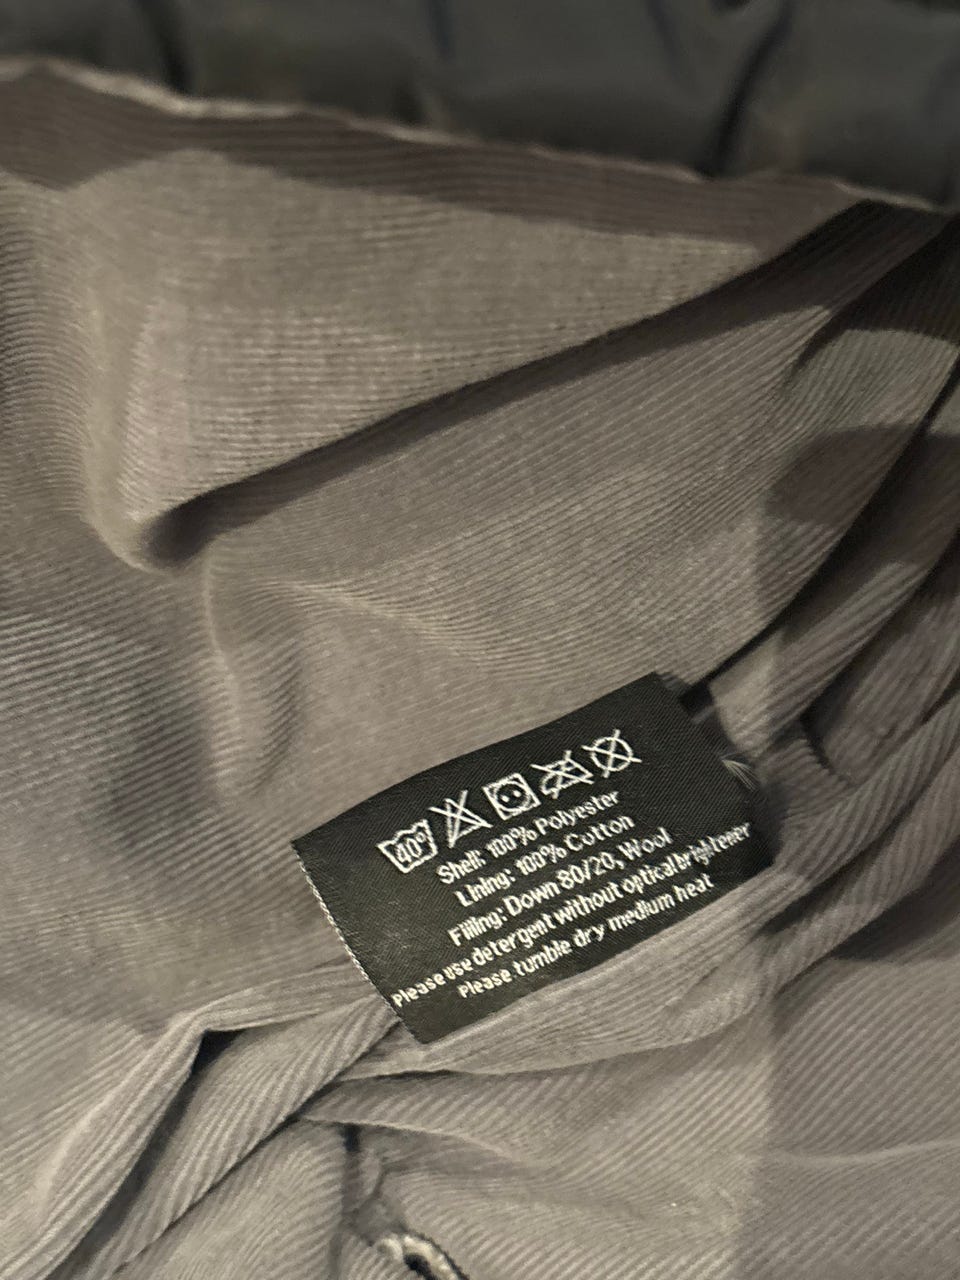 40°
Shell: 100% Polyester
Lining: 100% Cotton
Filling: Down 80/20, Wool
Please use detergent without optical brightener
Please tumble dry medium heat